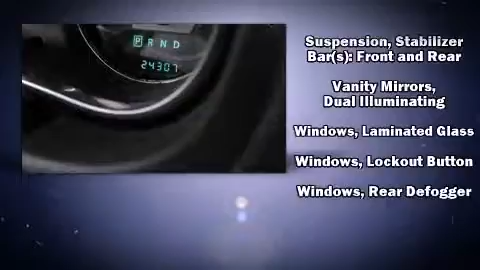 P R N D
24307
Suspension, Stabilizer
Bar(s): Front and Rear
Vanity Mirrors,
Dual Illuminating
Windows, Laminated Glass
Windows, Lockout Button
Windows, Rear Defogger